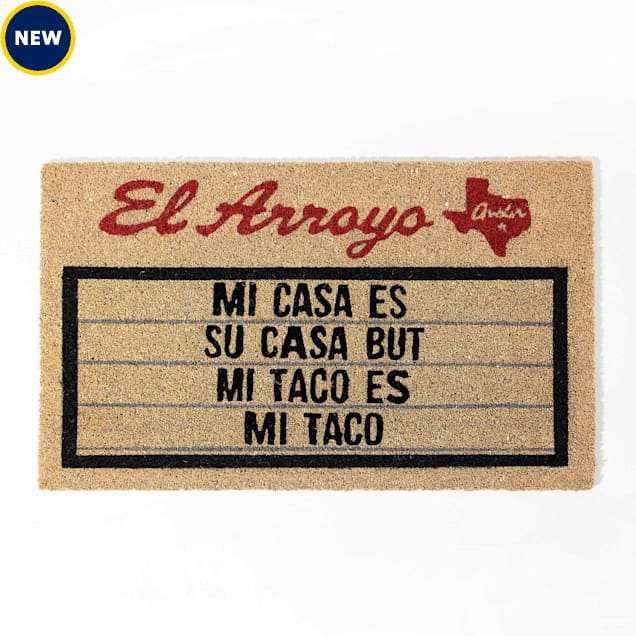 NEW
El Arroyo
Austin
MI CASA ES
SU CASA BUT
MI TACO ES
MI TACO